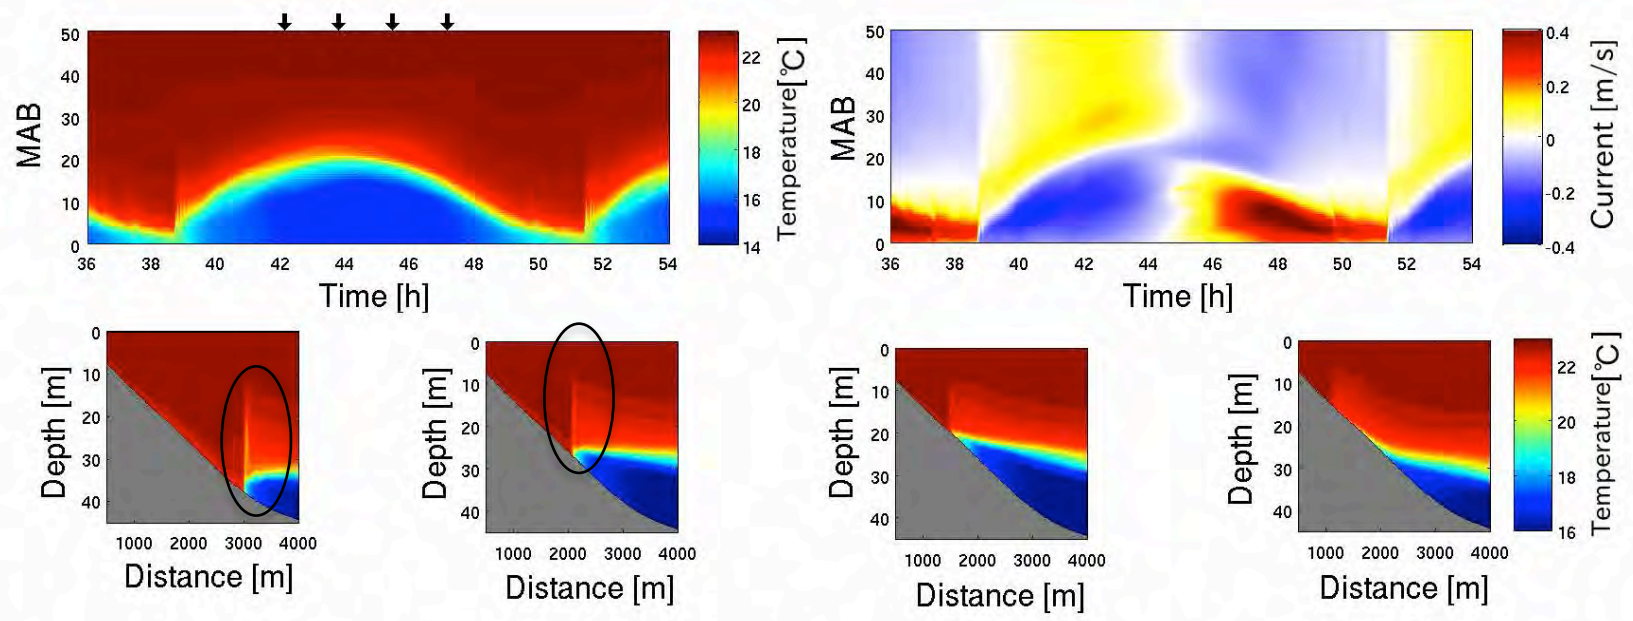 50
40
30
20
10
0
MAB
36 38 40 42 44 46 48 50 52 54
Time [h]
22
20
18
16
14
Temperature[℃]
50
40
30
20
10
0
MAB
36 38 40 42 44 46 48 50 52 54
Time [h]
0.4
0.2
0
-0.2
-0.4
Current [m/s]
0
10
20
30
40
Depth [m]
1000 2000 3000 4000
Distance [m]
0
10
20
30
40
Depth [m]
1000 2000 3000 4000
Distance [m]
0
10
20
30
40
Depth [m]
1000 2000 3000 4000
Distance [m]
0
10
20
30
40
Depth [m]
1000 2000 3000 4000
Distance [m]
22
20
18
16
Temperature[℃]